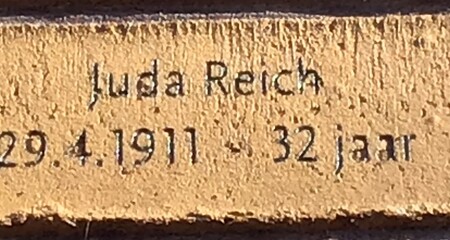 Juda Reich
29.4.1911 - 32 jaar